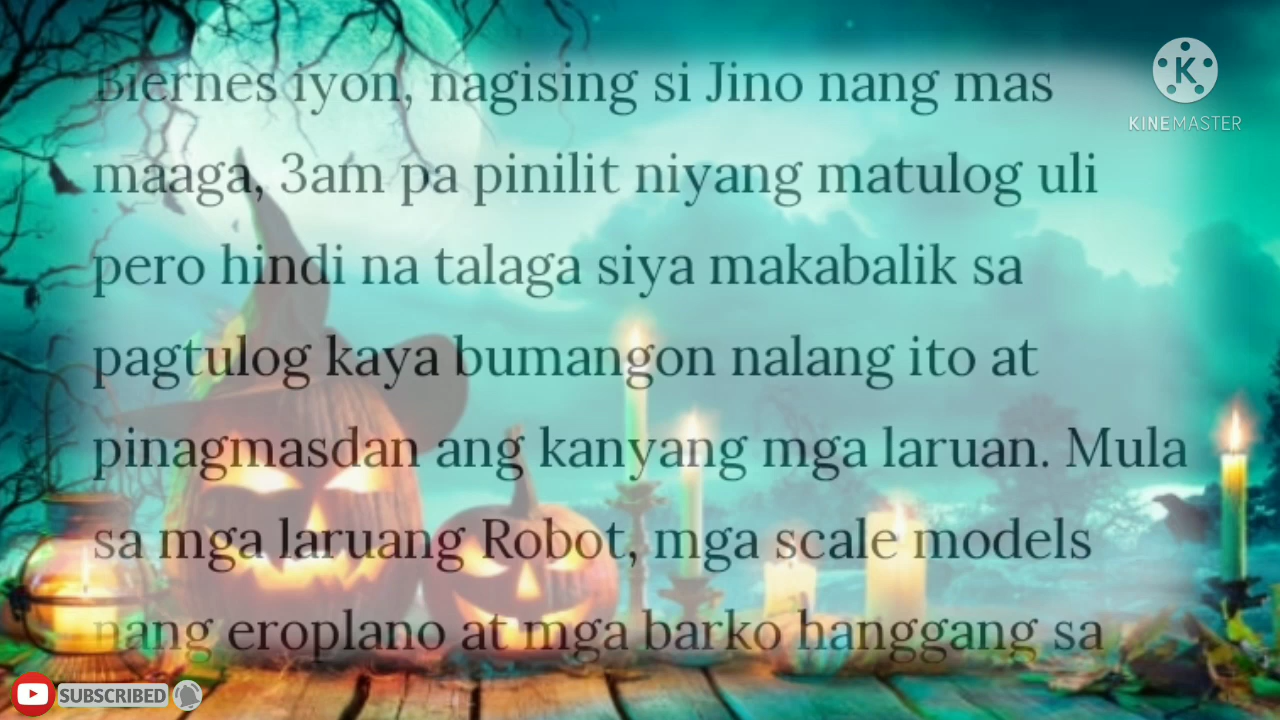 Biernes iyon, nagising si Jino nang mas
maaga, 3am pa pinilit niyang matulog uli
pero hindi na talaga siya makabalik sa
pagtulog kaya bumangon nalang ito at
pinagmasdan ang kanyang mga laruan. Mula
sa mga laruang Robot, mga scale models
nang eroplano at mga barko hanggang sa
K
KINEMASTER
SUBSCRIBED